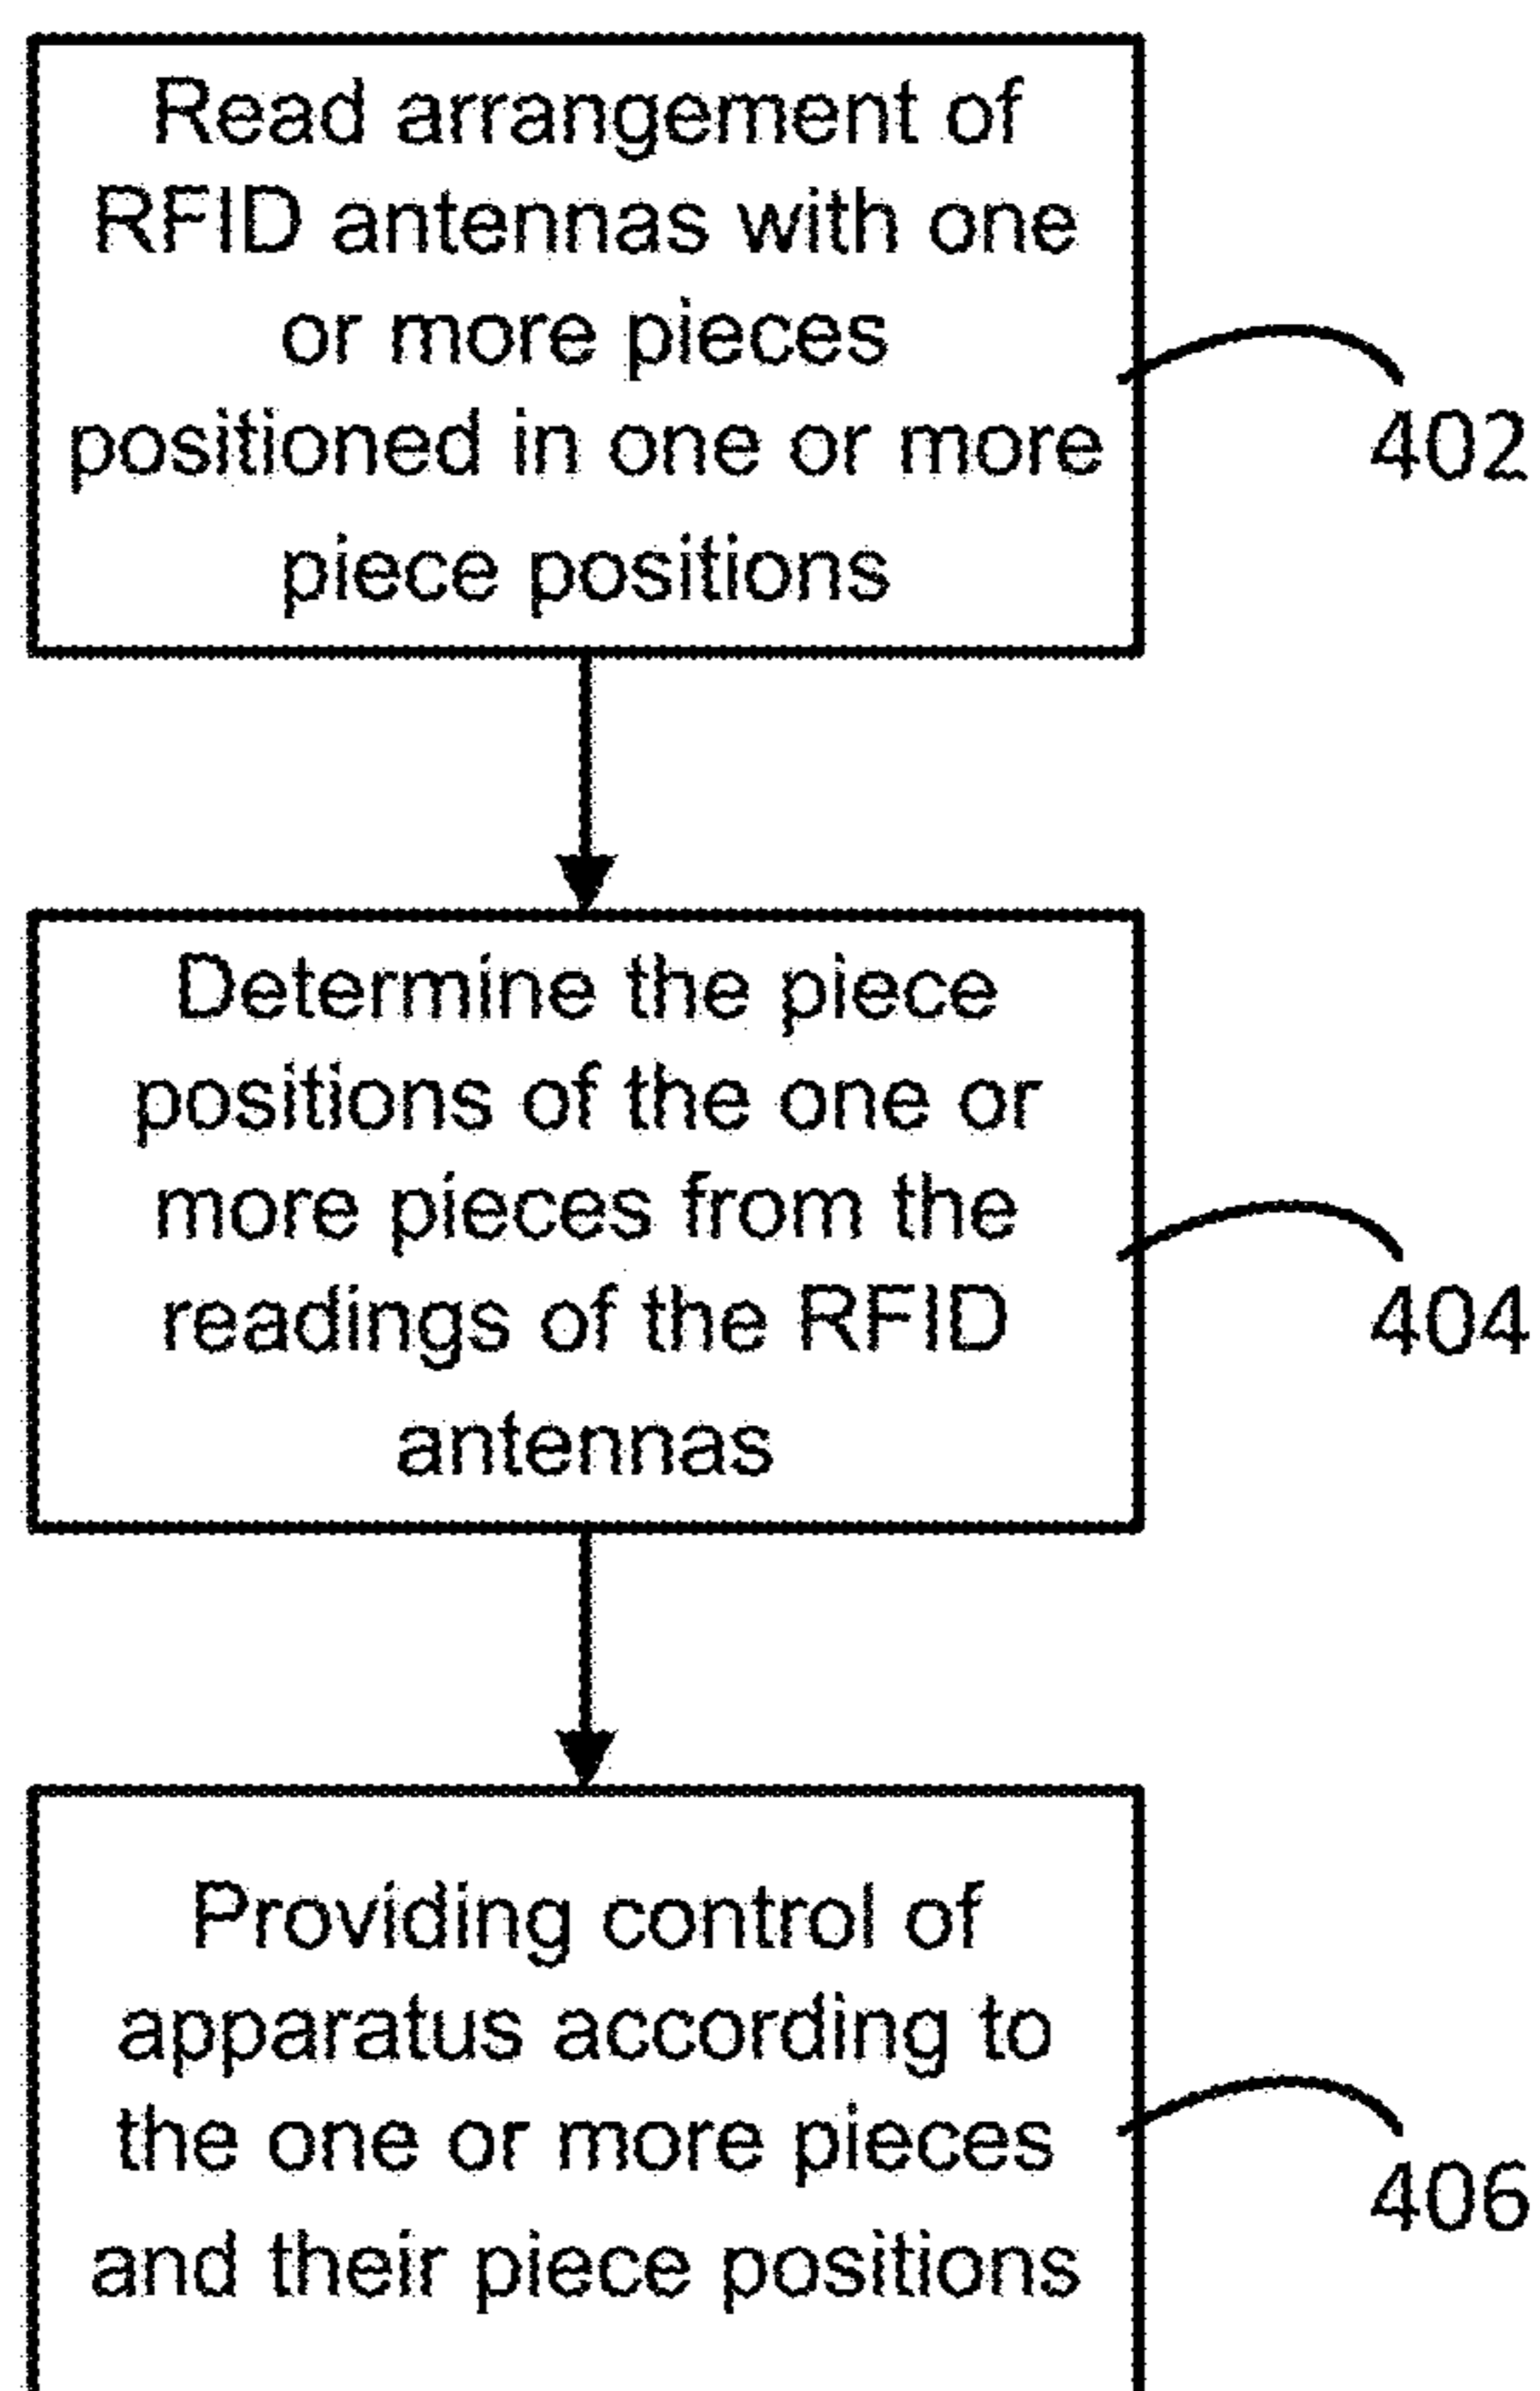 Read arrangement of
RFID antennas with one
or more pieces
positioned in one or more
piece positions
402
Determine the piece
positions of the one or
more pieces from the
readings of the RFID
antennas
404
Providing control of
apparatus according to
the one or more pieces
and their piece positions
406